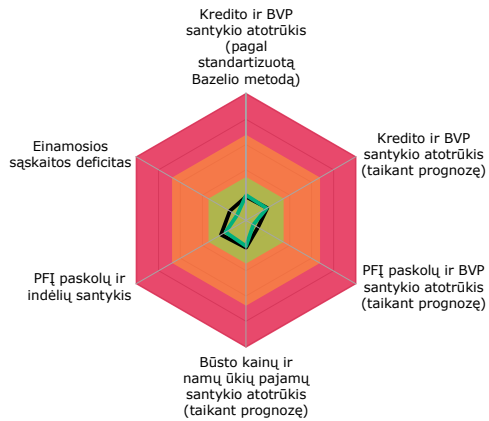 Kredito ir BVP
santykio atotrūkis
(pagal
standartizuotą
Bazelio metodą)
Kredito ir BVP
santykio atotrūkis
(taikant prognozę)
PFĮ paskolų ir BVP
santykio atotrūkis
(taikant prognozę)
Būsto kainų ir
namų ūkių pajamų
santykio atotrūkis
(taikant prognozę)
PFĮ paskolų ir
indėlių santykis
Einamosios
sąskaitos deficitas